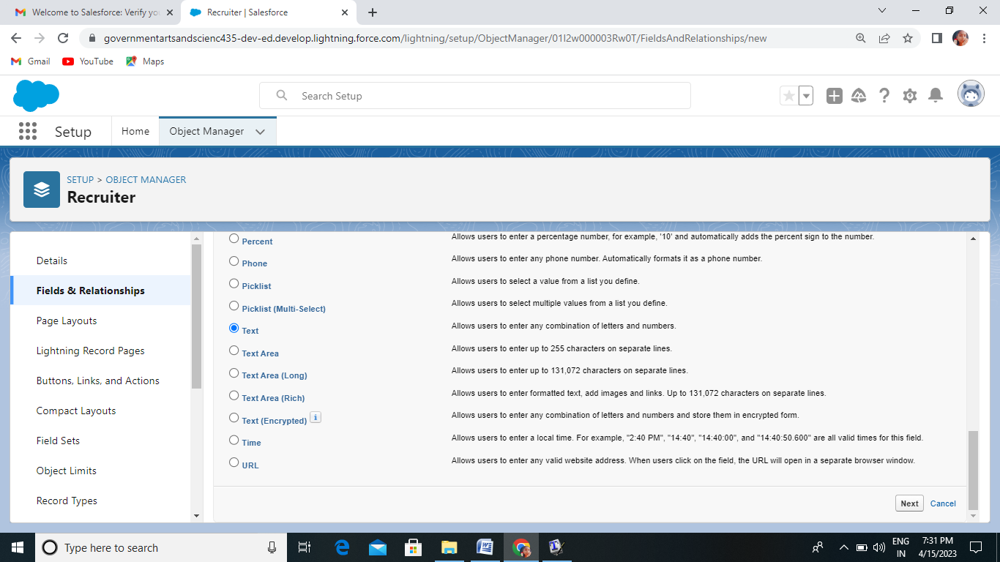 Welcome to Salesforce: Verify yo
Recruiter | Salesforce
governmentartsandscienc435-dev-ed.develop.lightning.force.com/lightning/setup/ObjectManager/01I2w000003Rw0T/FieldsAndRelationships/new
Gmail YouTube Maps
Search Setup
Setup Home Object Manager
SETUP > OBJECT MANAGER
Recruiter
Details
Fields & Relationships
Page Layouts
Lightning Record Pages
Buttons, Links, and Actions
Compact Layouts
Field Sets
Object Limits
Record Types
Percent Allows users to enter a percentage number, for example, '10' and automatically adds the percent sign to the number.
Phone Allows users to enter any phone number. Automatically formats it as a phone number.
Picklist Allows users to select a value from a list you define.
Picklist (Multi-Select) Allows users to select multiple values from a list you define.
Text Allows users to enter any combination of letters and numbers.
Text Area Allows users to enter up to 255 characters on separate lines.
Text Area (Long) Allows users to enter up to 131,072 characters on separate lines.
Text Area (Rich) Allows users to enter formatted text, add images and links. Up to 131,072 characters on separate lines.
Text (Encrypted) i Allows users to enter any combination of letters and numbers and store them in encrypted form.
Time Allows users to enter a local time. For example, "2:40 PM", "14:40", "14:40:00", and "14:40:50.600" are all valid times for this field.
URL Allows users to enter any valid website address. When users click on the field, the URL will open in a separate browser window.
Next Cancel
Type here to search
ENG
IN
7:31 PM
4/15/2023